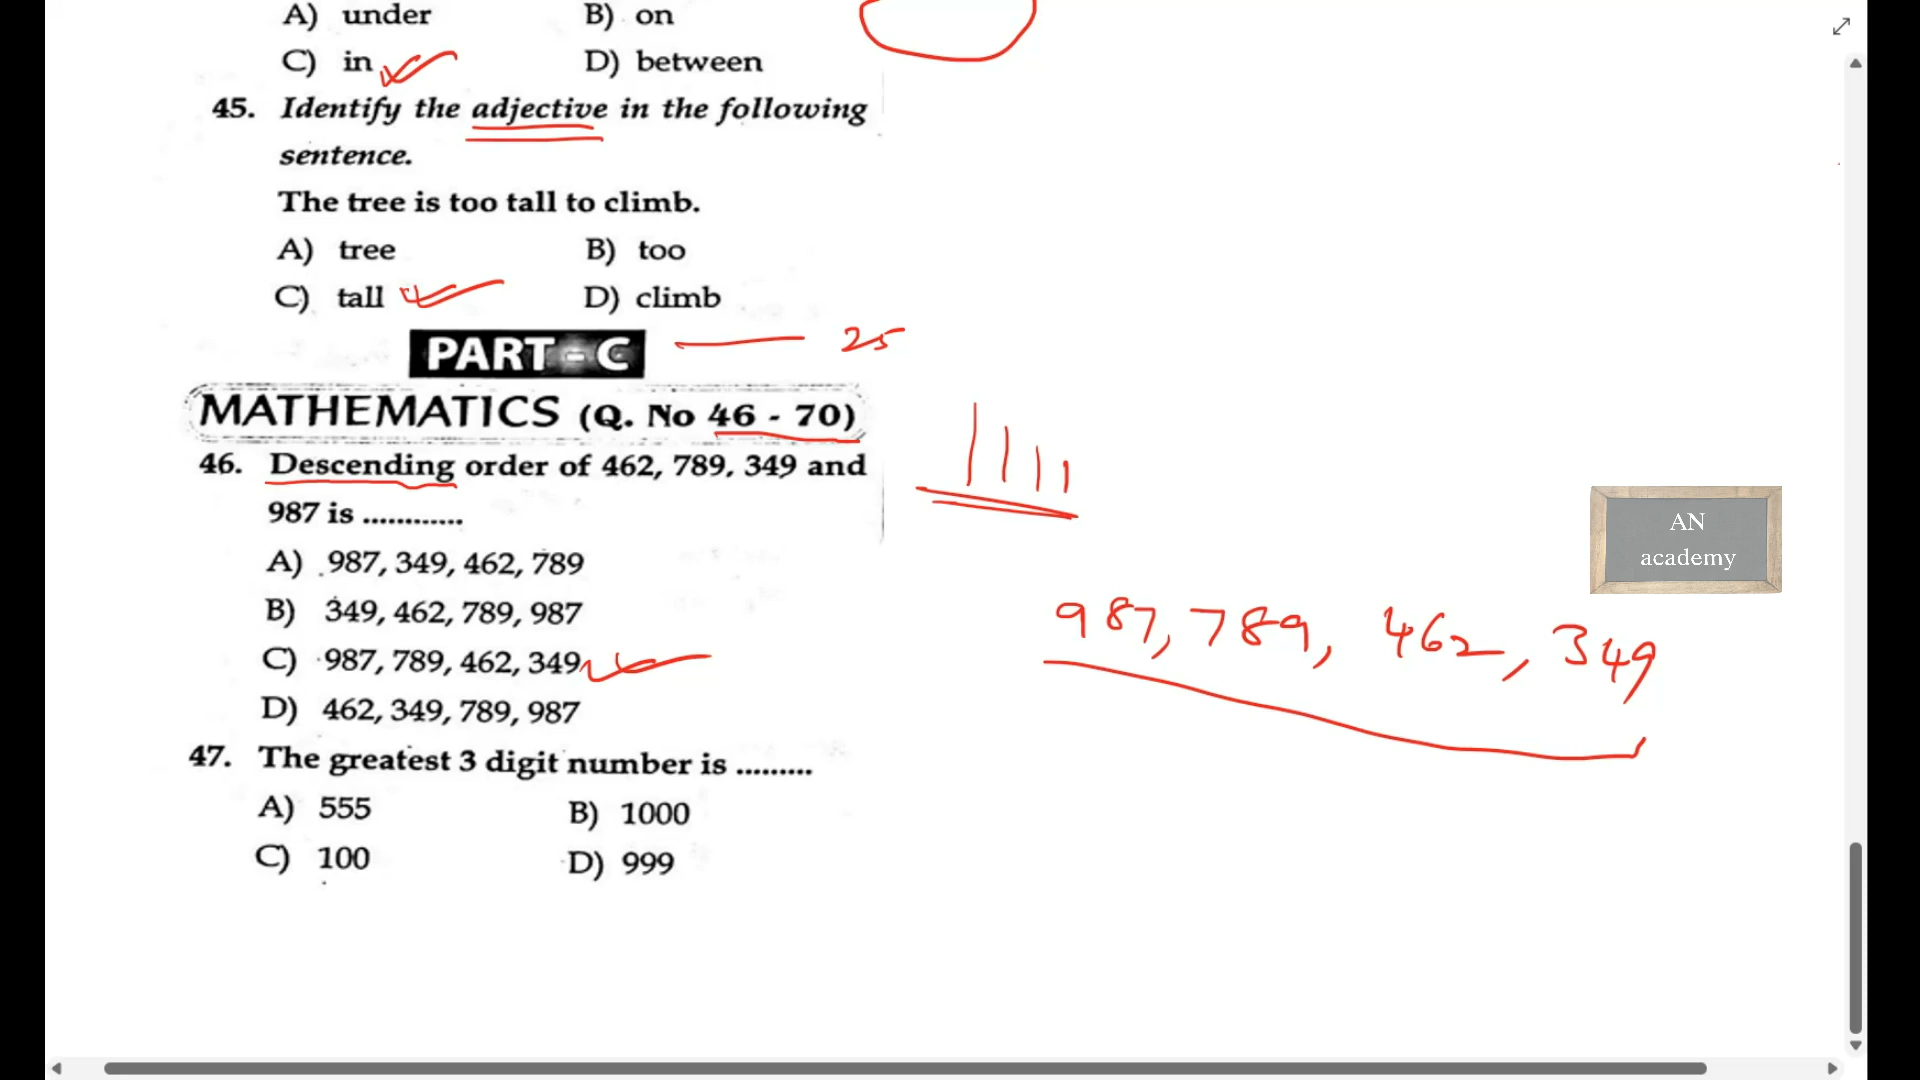 A) under B) on
C) in D) between
45. Identify the adjective in the following
sentence.
The tree is too tall to climb.
A) tree B) too
C) tall D) climb
PART - C 25
MATHEMATICS (Q. No 46 - 70)
46. Descending order of 462, 789, 349 and
987 is ............
A) 987, 349, 462, 789
B) 349, 462, 789, 987
C) 987, 789, 462, 349
D) 462, 349, 789, 987
47. The greatest 3 digit number is .........
A) 555 B) 1000
C) 100 D) 999
AN
academy
987, 789, 462, 349